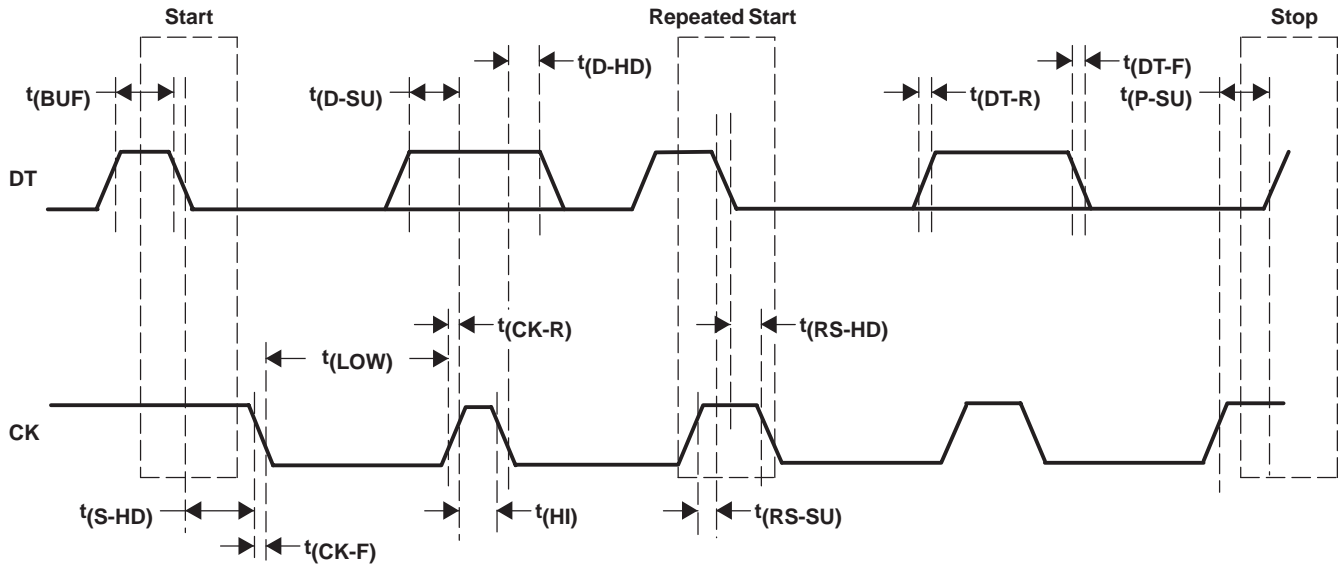 Start
Repeated Start
Stop
t(BUF)
t(D-SU)
t(D-HD)
t(DT-R)
t(DT-F)
t(P-SU)
DT
t(LOW)
t(CK-R)
t(RS-HD)
CK
t(S-HD)
t(CK-F)
t(HI)
t(RS-SU)